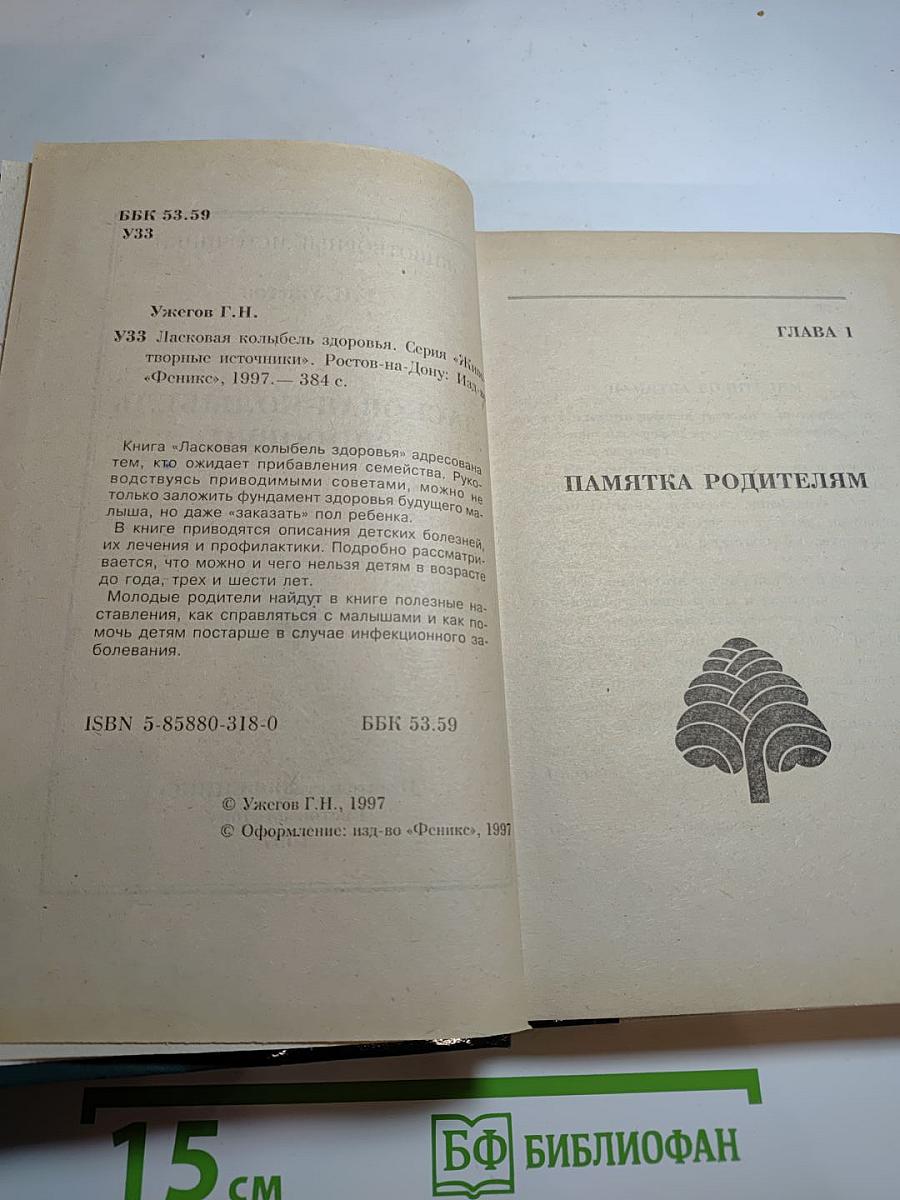 ББК 53.59
У33
Ужегов Г.Н.
У33 Ласковая колыбель здоровья. Серия
творные источники». Ростов-на-Дону:
«Феникс», 1997.— 384 с.
Книга «Ласковая колыбель здоровья» адресована
тем, кто ожидает прибавления семейства. Руко-
водствуясь приводимыми советами, можно не
только заложить фундамент здоровья будущего ма-
лыша, но даже «заказать» пол ребенка.
В книге приводятся описания детских болезней,
их лечения и профилактики. Подробно рассматри-
вается, что можно и чего нельзя детям в возрасте
до года, трех и шести лет.
Молодые родители найдут в книге полезные на-
ставления, как справляться с малышами и как по-
мочь детям постарше в случае инфекционного за-
болевания.
ISBN 5-85880-318-0 ББК 53.59
© Ужегов Г.Н., 1997
© Оформление: изд-во «Феникс», 1997
ГЛАВА 1
ПАМЯТКА РОДИТЕЛЯМ
15 см
БФ БИБЛИОФАН